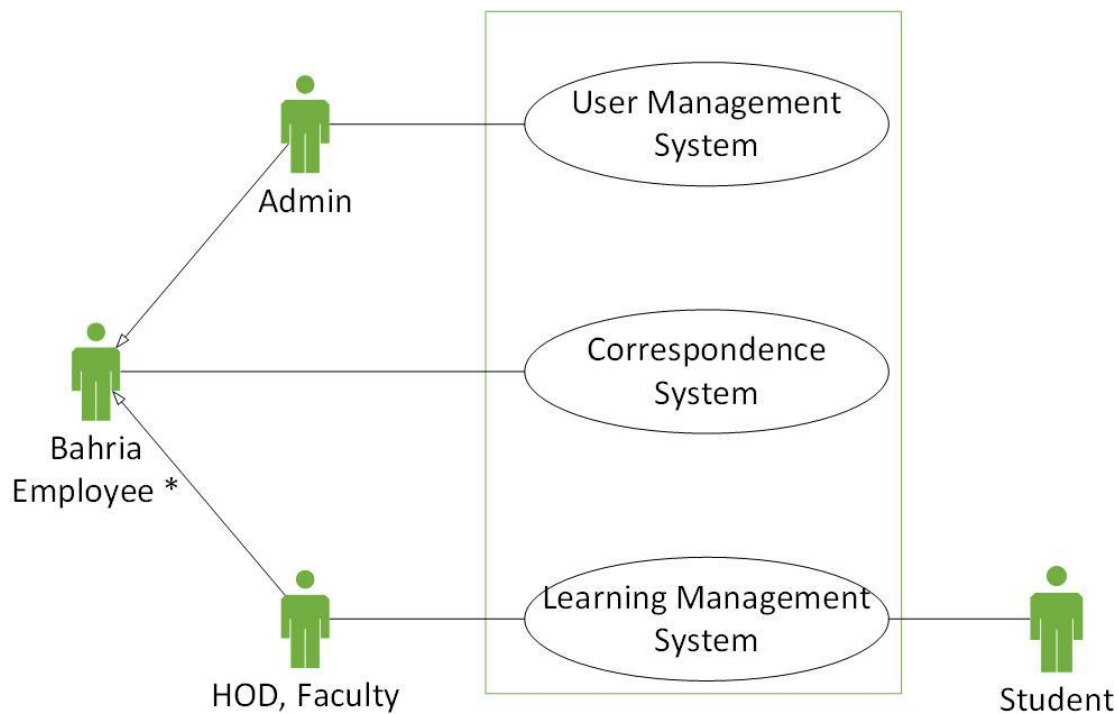 User Management
System
Admin
Correspondence
System
Bahria
Employee *
Learning Management
System
HOD, Faculty
Student